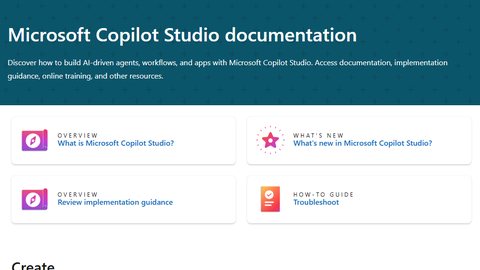 Microsoft Copilot Studio documentation
Discover how to build AI-driven agents, workflows, and apps with Microsoft Copilot Studio. Access documentation, implementation
guidance, online training, and other resources.
OVERVIEW
What is Microsoft Copilot Studio?
WHAT'S NEW
What's new in Microsoft Copilot Studio?
OVERVIEW
Review implementation guidance
HOW-TO GUIDE
Troubleshoot
Create